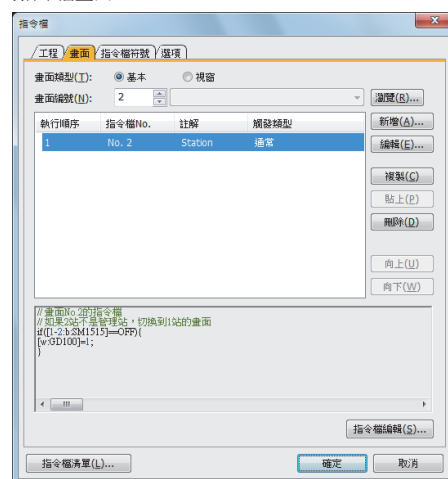 指令檔
工程 畫面 指令檔符號 選項
畫面類型(T): 基本 視窗
畫面編號(N): 2 瀏覽(R)...
執行順序 指令檔No. 註解 觸發類型
1 No. 2 Station 通常
新增(A)...
編輯(E)...
複製(C)
貼上(P)
刪除(D)
向上(U)
向下(W)
//畫面No.2的指令檔
//如果2站不是管理站，切換到1站的畫面
if([1-2:b:SM1515]==OFF){
[w:GD100]=1;
}
指令檔編輯(S)...
指令檔清單(L)... 確定 取消